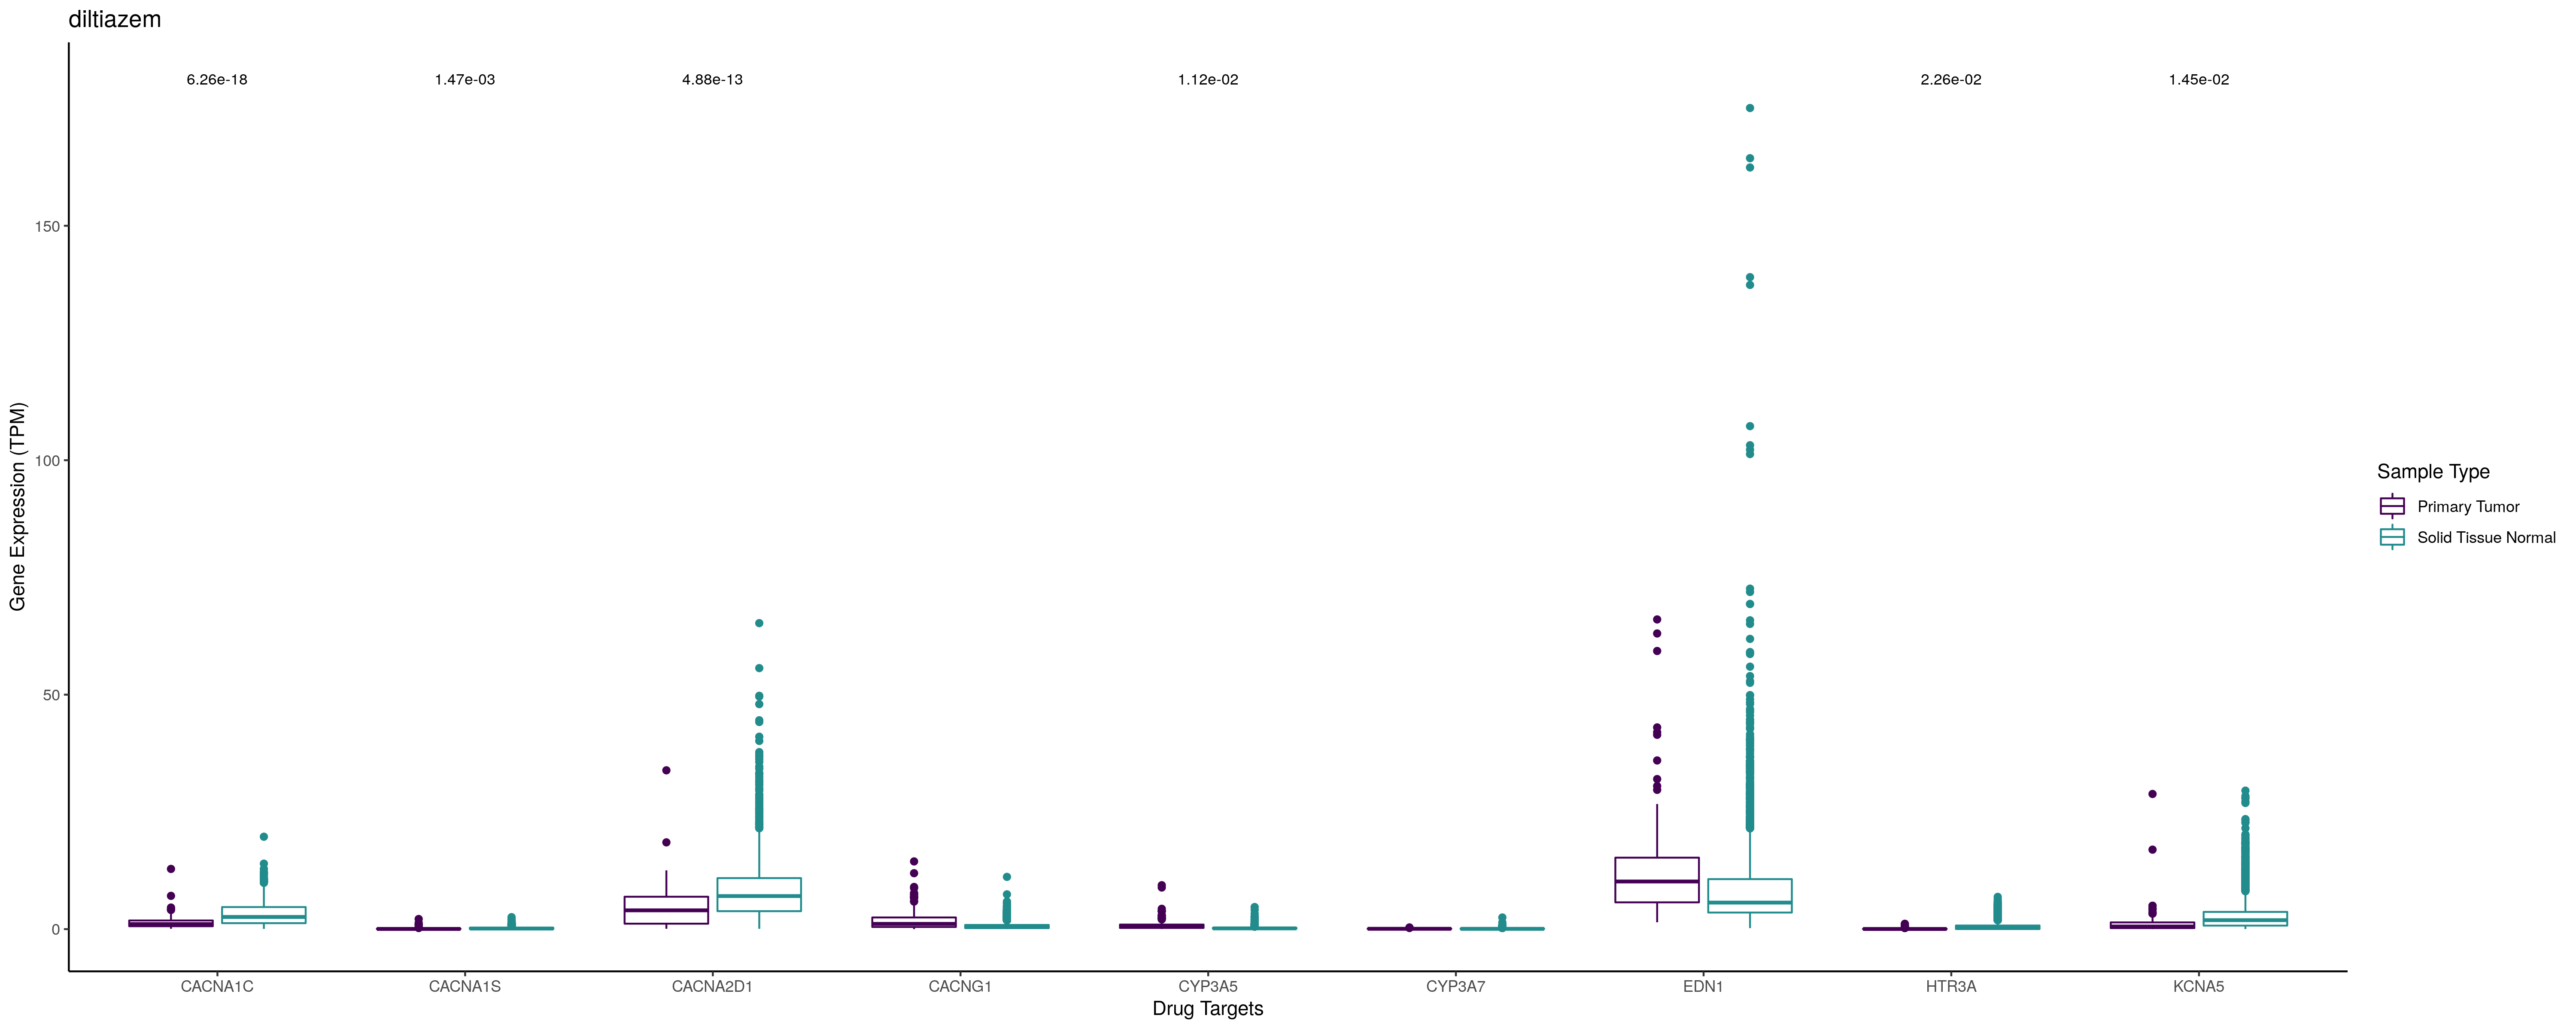 diltiazem
6.26e-18
1.47e-03
4.88e-13
1.12e-02
2.26e-02
1.45e-02
Gene Expression (TPM)
150
100
50
0
CACNA1C
CACNA1S
CACNA2D1
CACNG1
CYP3A5
CYP3A7
EDN1
HTR3A
KCNA5
Drug Targets
Sample Type
Primary Tumor
Solid Tissue Normal